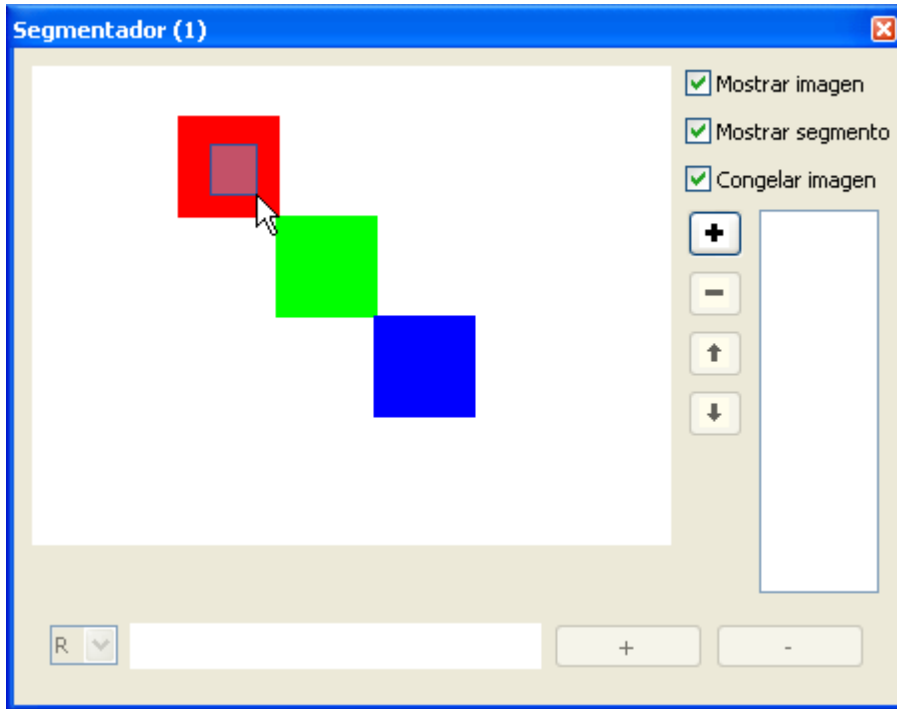 Segmentador (1)
Mostrar imagen
Mostrar segmento
Congelar imagen
R
+
-